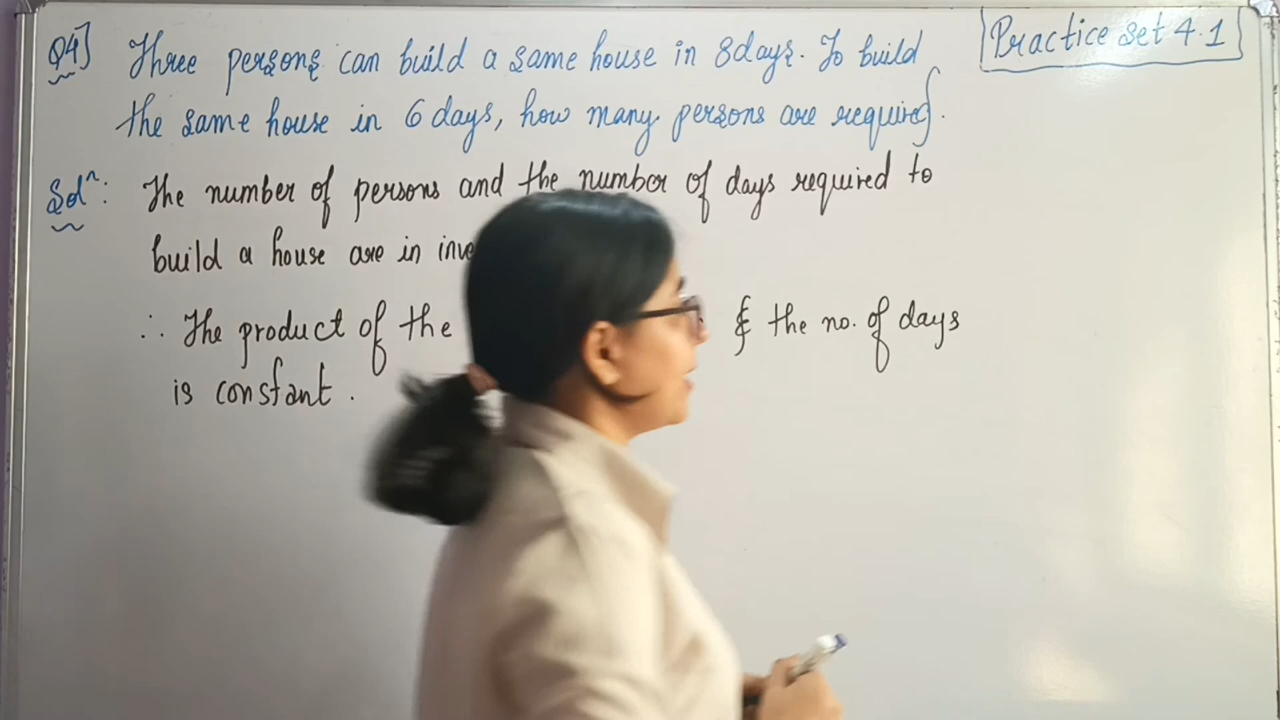 Q4] Three persons can build a same house in 8days. To build
Practice set 4.1
the same house in 6 days, how many persons are required.
Solⁿ: The number of persons and the number of days required to
build a house are in
∴ The product of the & the no. of days
is constant.